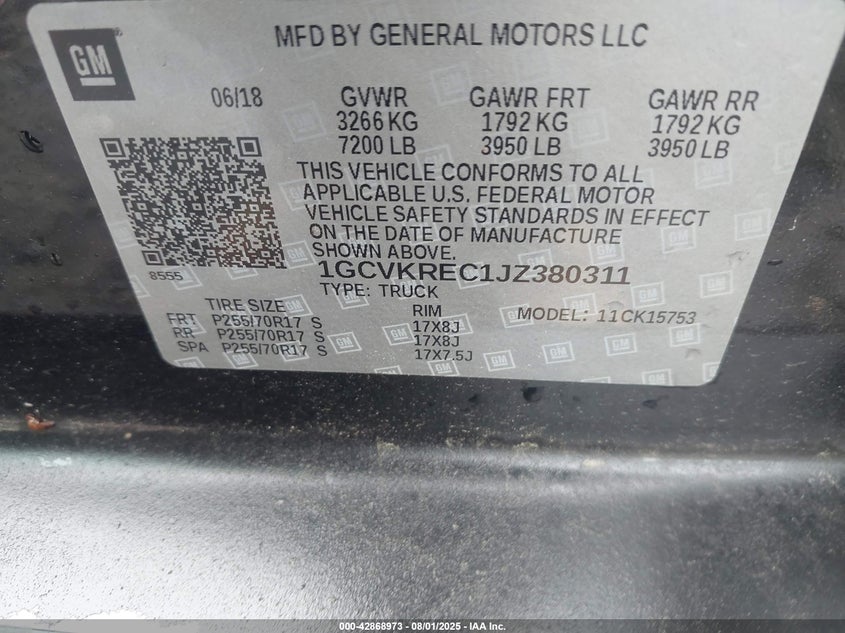 GM
MFD BY GENERAL MOTORS LLC
06/18 GVWR GAWR FRT GAWR RR
3266 KG 1792 KG 1792 KG
7200 LB 3950 LB 3950 LB
THIS VEHICLE CONFORMS TO ALL
APPLICABLE U.S. FEDERAL MOTOR
VEHICLE SAFETY STANDARDS IN EFFECT
ON THE DATE OF MANUFACTURE
SHOWN ABOVE.
8555
1GCVKREC1JZ380311
TYPE: TRUCK
TIRE SIZE RIM MODEL: 11CK15753
FRT P255/70R17 S 17X8J
RR P255/70R17 S 17X8J
SPA P255/70R17 S 17X7.5J
000-42868973 - 08/01/2025 - IAA Inc.